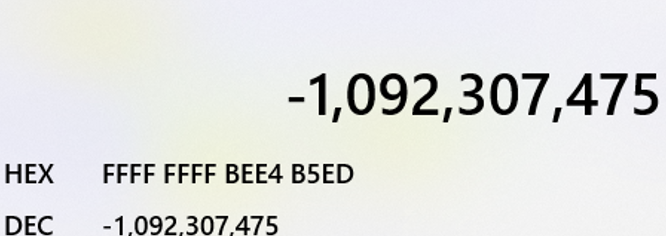 -1,092,307,475
HEX FFFF FFFF BEE4 B5ED
DEC -1,092,307,475